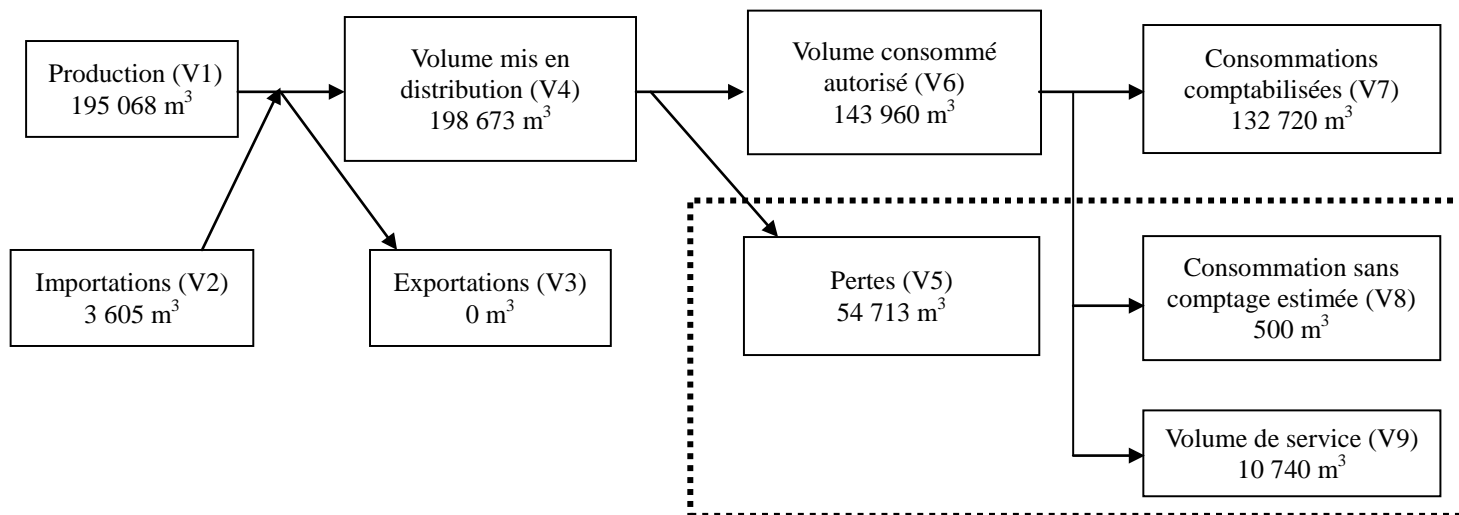 Production (V1)
195 068 m³
Volume mis en
distribution (V4)
198 673 m³
Volume consommé
autorisé (V6)
143 960 m³
Consommations
comptabilisées (V7)
132 720 m³
Importations (V2)
3 605 m³
Exportations (V3)
0 m³
Pertes (V5)
54 713 m³
Consommation sans
comptage estimée (V8)
500 m³
Volume de service (V9)
10 740 m³